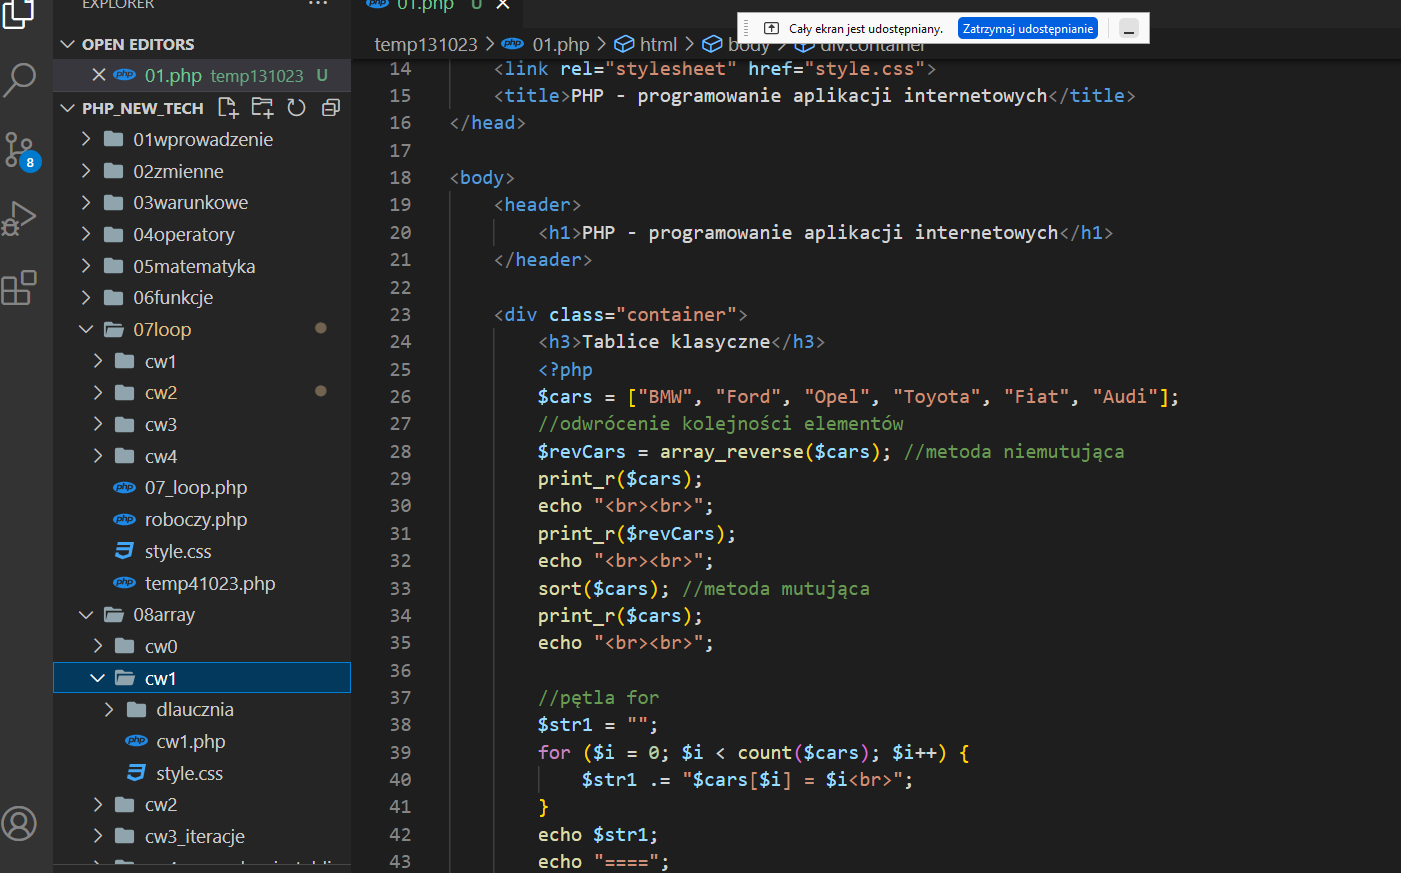 EXPLORER
OPEN EDITORS
01.php temp131023 U
PHP_NEW_TECH
01wprowadzenie
02zmienne
03warunkowe
04operatory
05matematyka
06funkcje
07loop
cw1
cw2
cw3
cw4
07_loop.php
roboczy.php
style.css
temp41023.php
08array
cw0
cw1
dlaucznia
cw1.php
style.css
cw2
cw3_iteracje
8
01.php U
Cały ekran jest udostępniany. Zatrzymaj udostępnianie
temp131023 > 01.php > html > body > div.container
14 <link rel="stylesheet" href="style.css">
15 <title>PHP - programowanie aplikacji internetowych</title>
16 </head>
17
18 <body>
19 <header>
20 <h1>PHP - programowanie aplikacji internetowych</h1>
21 </header>
22
23 <div class="container">
24 <h3>Tablice klasyczne</h3>
25 <?php
26 $cars = ["BMW", "Ford", "Opel", "Toyota", "Fiat", "Audi"];
27 //odwrócenie kolejności elementów
28 $revCars = array_reverse($cars); //metoda niemutująca
29 print_r($cars);
30 echo "<br><br>";
31 print_r($revCars);
32 echo "<br><br>";
33 sort($cars); //metoda mutująca
34 print_r($cars);
35 echo "<br><br>";
36
37 //pętla for
38 $str1 = "";
39 for ($i = 0; $i < count($cars); $i++) {
40 $str1 .= "$cars[$i] = $i<br>";
41 }
42 echo $str1;
43 echo "====";